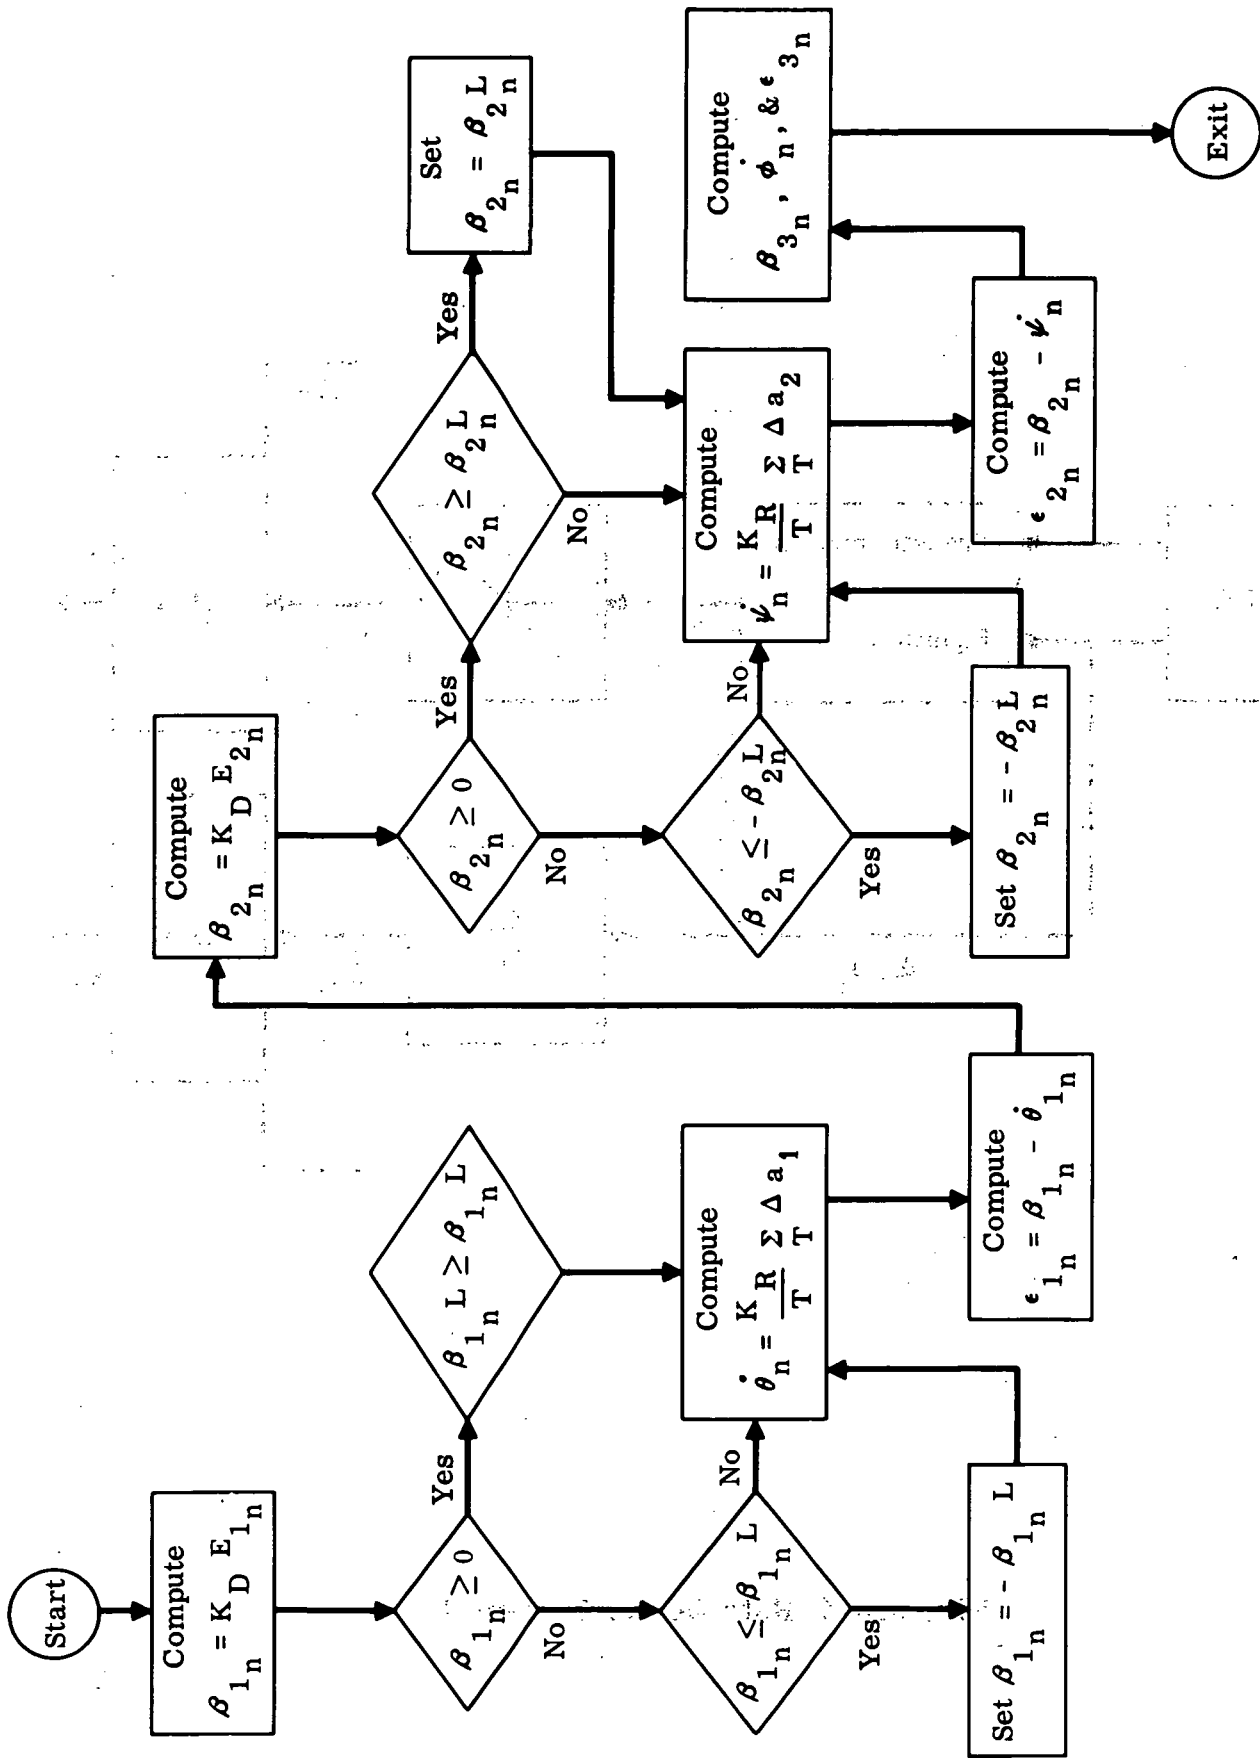 Start
Compute
β1n = KD E1n
β1n ≥ 0
Yes
No
β1n L ≥ β1n L
β1n ≤ β1n L
No
Yes
Set β1n = - β1n L
Compute
θ̇n = KR/T Σ Δ a1
T
Compute
ϵ1n = β1n - θ̇1n
Compute
β2n = KD E2n
β2n ≥ 0
Yes
No
β2n ≥ β2n L
Yes
No
Set
β2n = β2n L
β2n ≤ - β2n L
No
Yes
Set β2n = - β2n L
Compute
ψ̇n = KR/T Σ Δ a2
T
Compute
ϵ2n = β2n - ψ̇n
Compute
β3n, ϕ̇n, & ϵ3n
Exit